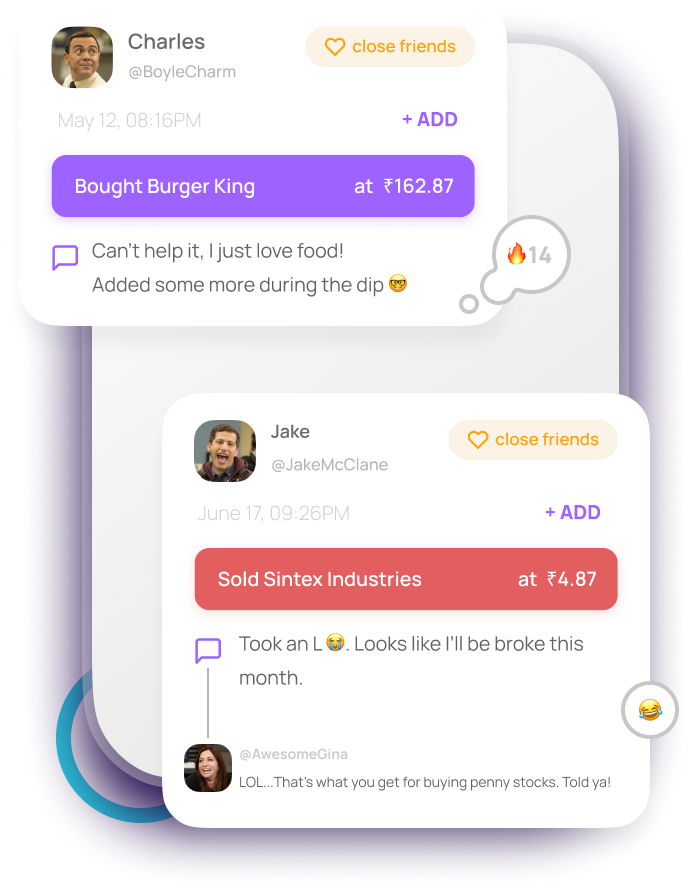 Charles
close friends
@BoyleCharm
May 12, 08:16PM
+ ADD
Bought Burger King at ₹162.87
Can't help it, I just love food!
Added some more during the dip 🤓
🔥14
Jake
close friends
@JakeMcClane
June 17, 09:26PM
+ ADD
Sold Sintex Industries at ₹4.87
Took an L 😭. Looks like I'll be broke this
month.
😂
@AwesomeGina
LOL...That's what you get for buying penny stocks. Told ya!